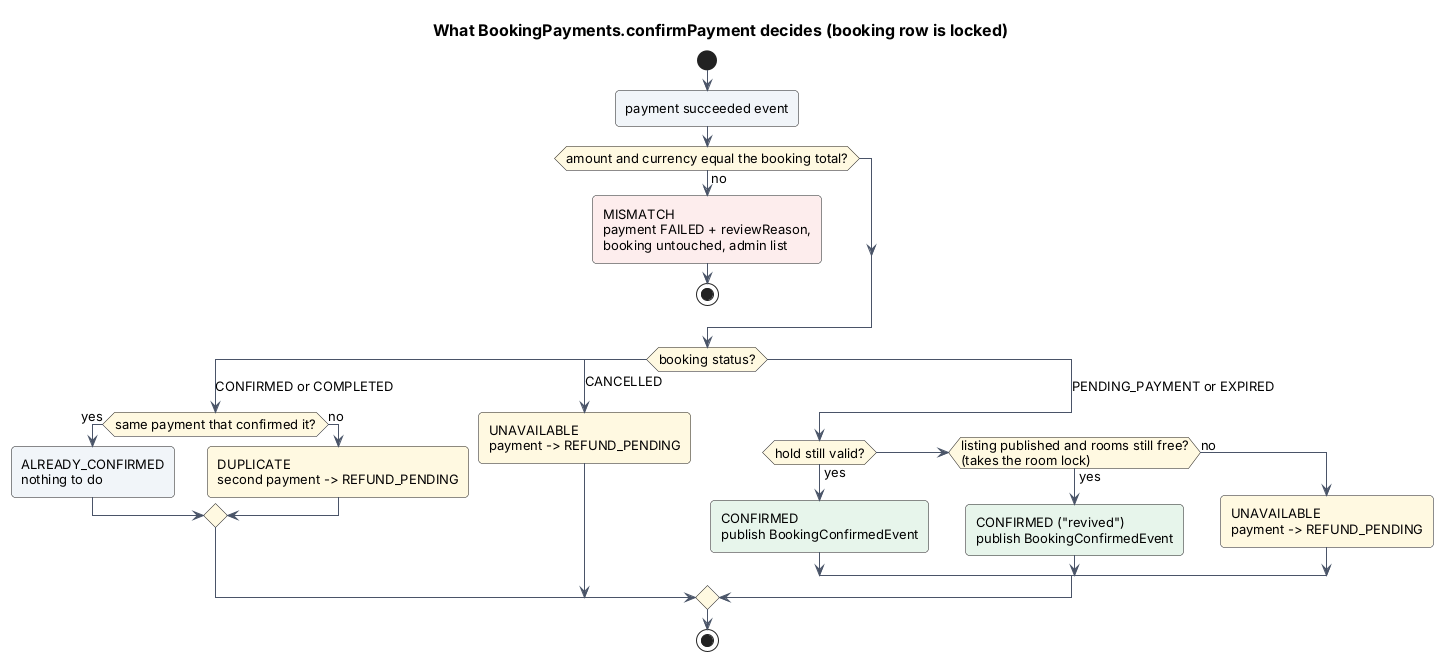 What BookingPayments.confirmPayment decides (booking row is locked)
payment succeeded event
amount and currency equal the booking total?
no
MISMATCH
payment FAILED + reviewReason,
booking untouched, admin list
booking status?
CONFIRMED or COMPLETED
same payment that confirmed it?
yes
no
ALREADY_CONFIRMED
nothing to do
DUPLICATE
second payment -> REFUND_PENDING
CANCELLED
UNAVAILABLE
payment -> REFUND_PENDING
PENDING_PAYMENT or EXPIRED
hold still valid?
yes
CONFIRMED
publish BookingConfirmedEvent
listing published and rooms still free?
(takes the room lock)
yes
no
CONFIRMED ("revived")
publish BookingConfirmedEvent
UNAVAILABLE
payment -> REFUND_PENDING